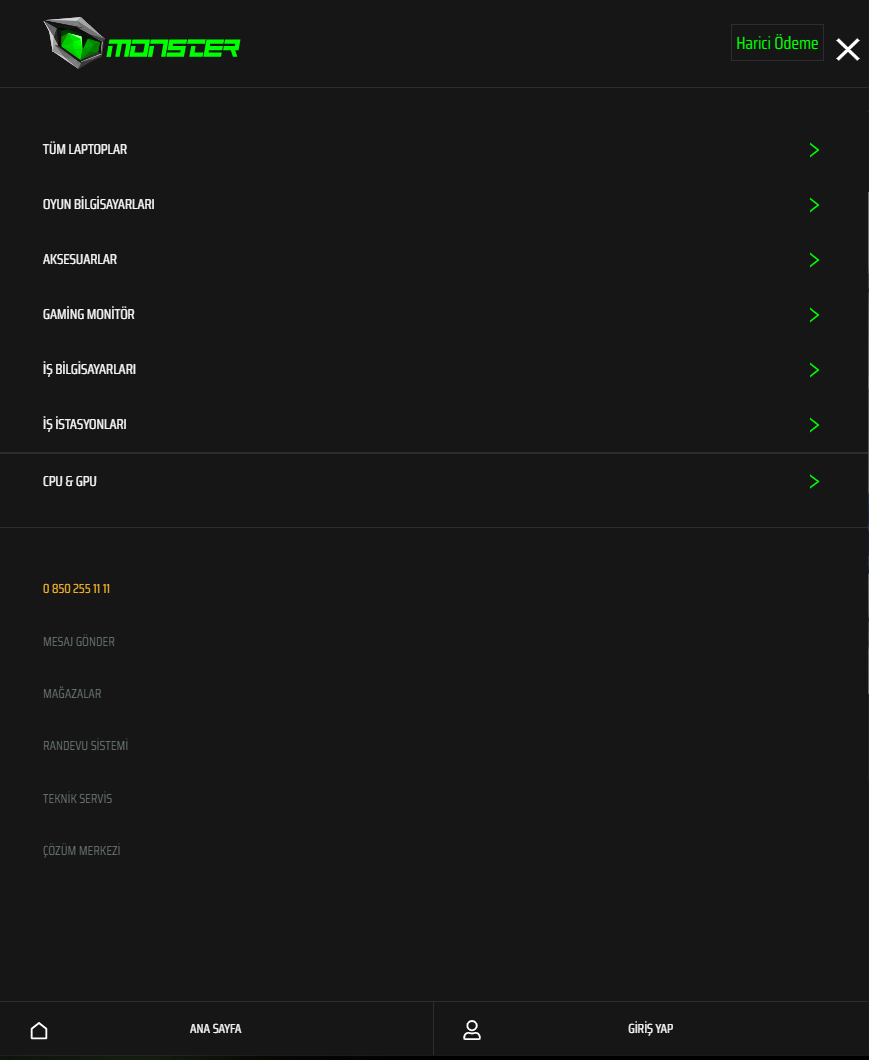 MONSTER
Harici Ödeme
TÜM LAPTOPLAR
OYUN BİLGİSAYARLARI
AKSESUARLAR
GAMİNG MONİTÖR
İŞ BİLGİSAYARLARI
İŞ İSTASYONLARI
CPU & GPU
0 850 255 11 11
MESAJ GÖNDER
MAĞAZALAR
RANDEVU SİSTEMİ
TEKNİK SERVİS
ÇÖZÜM MERKEZİ
ANA SAYFA
GİRİŞ YAP